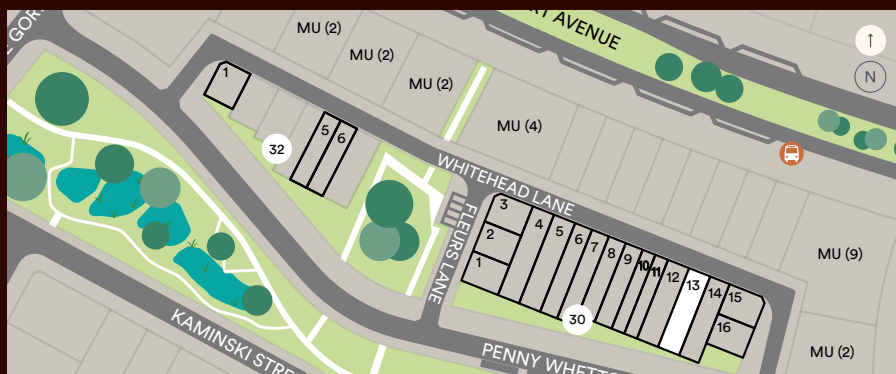 GOR
RT AVENUE
↑
N
MU (2)
MU (2)
MU (2)
MU (4)
MU (9)
MU (2)
WHITEHEAD LANE
FLEURS LANE
KAMINSKI STRE
PENNY WHETT
1
5
6
32
3
2
1
4
5
6
7
8
9
10
11
12
13
14
15
16
30